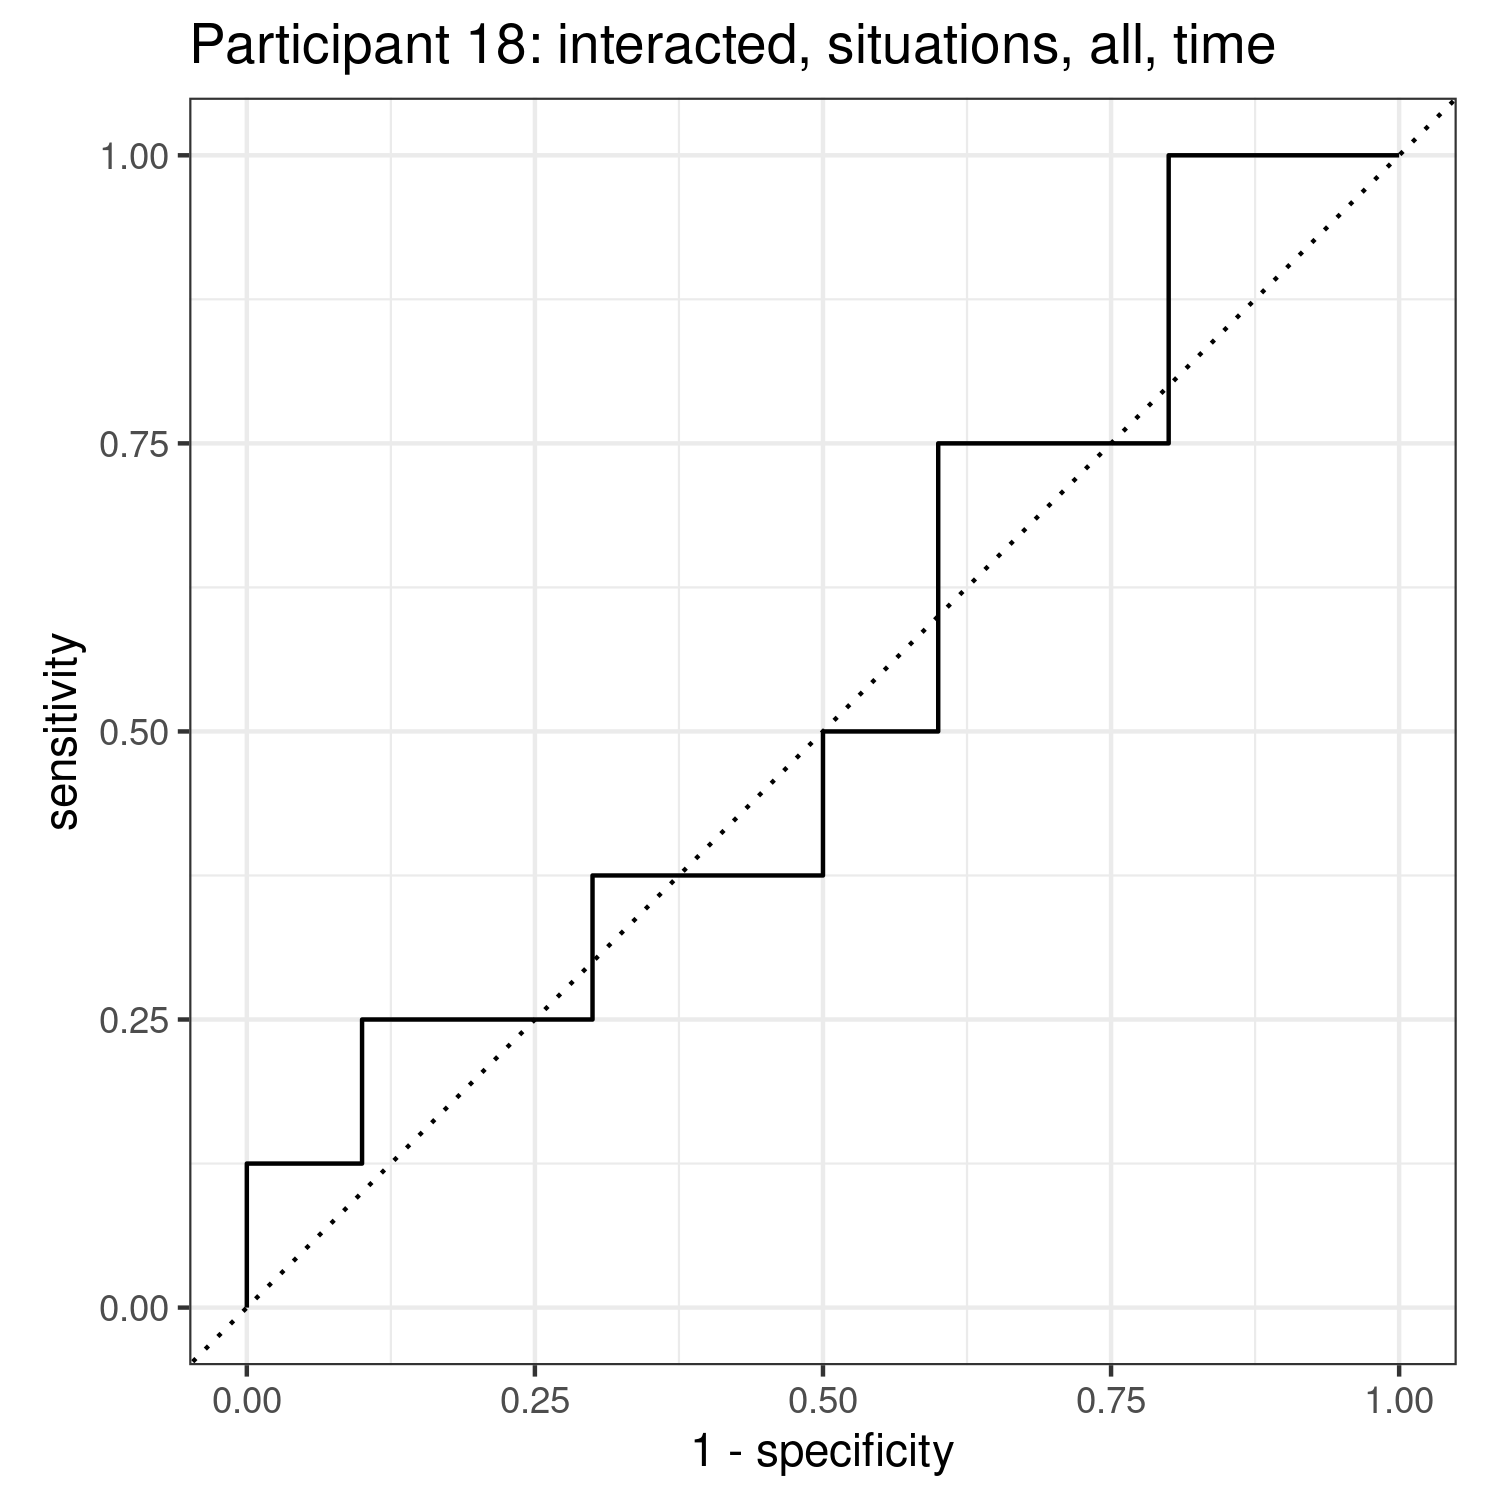 Participant 18: interacted, situations, all, time
sensitivity
1.00
0.75
0.50
0.25
0.00
0.00 0.25 0.50 0.75 1.00
1 - specificity